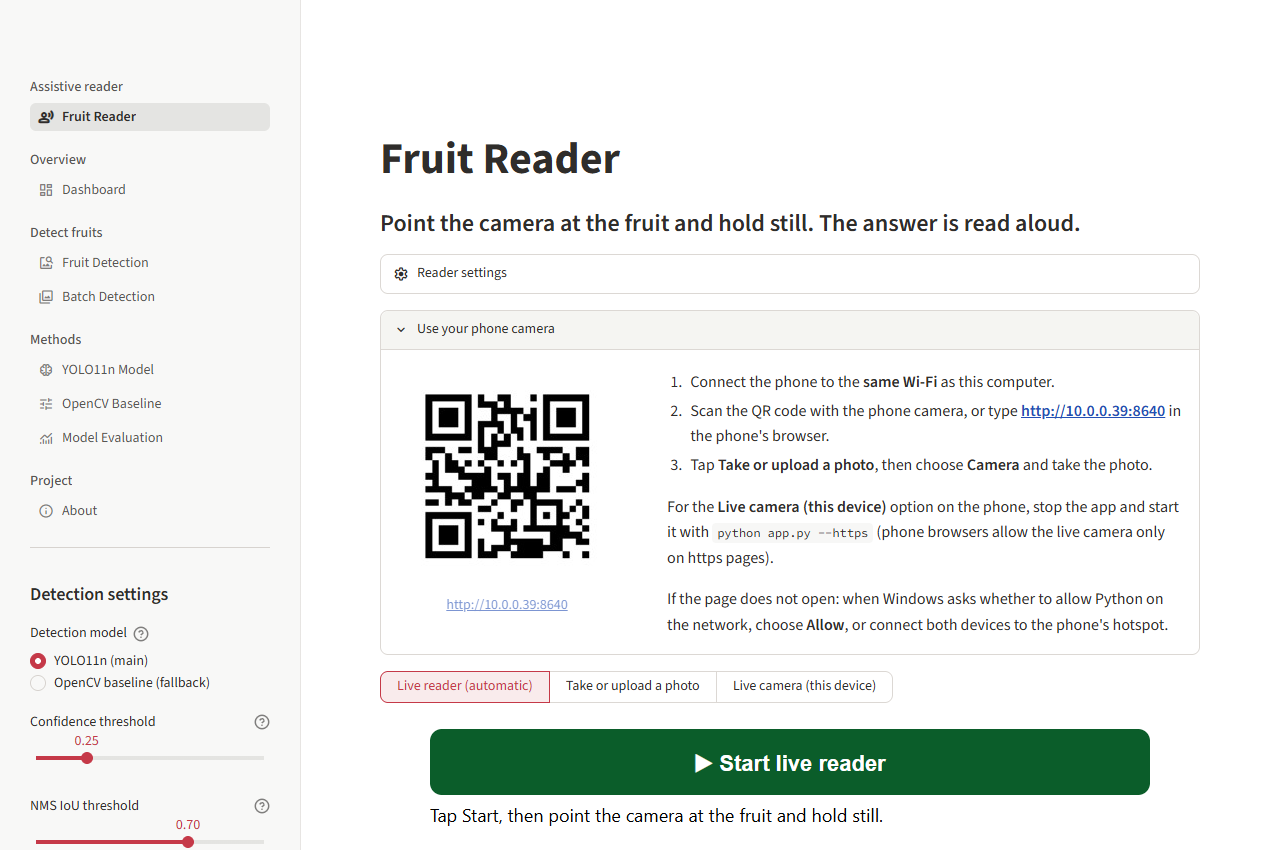 Assistive reader
Fruit Reader
Overview
Dashboard
Detect fruits
Fruit Detection
Batch Detection
Methods
YOLO11n Model
OpenCV Baseline
Model Evaluation
Project
About
Detection settings
Detection model
YOLO11n (main)
OpenCV baseline (fallback)
Confidence threshold
0.25
NMS IoU threshold
0.70
Fruit Reader
Point the camera at the fruit and hold still. The answer is read aloud.
Reader settings
Use your phone camera
http://10.0.0.39:8640
1. Connect the phone to the same Wi-Fi as this computer.
2. Scan the QR code with the phone camera, or type http://10.0.0.39:8640 in
the phone's browser.
3. Tap Take or upload a photo, then choose Camera and take the photo.
For the Live camera (this device) option on the phone, stop the app and start
it with python app.py --https (phone browsers allow the live camera only
on https pages).
If the page does not open: when Windows asks whether to allow Python on
the network, choose Allow, or connect both devices to the phone's hotspot.
Live reader (automatic)
Take or upload a photo
Live camera (this device)
▶ Start live reader
Tap Start, then point the camera at the fruit and hold still.